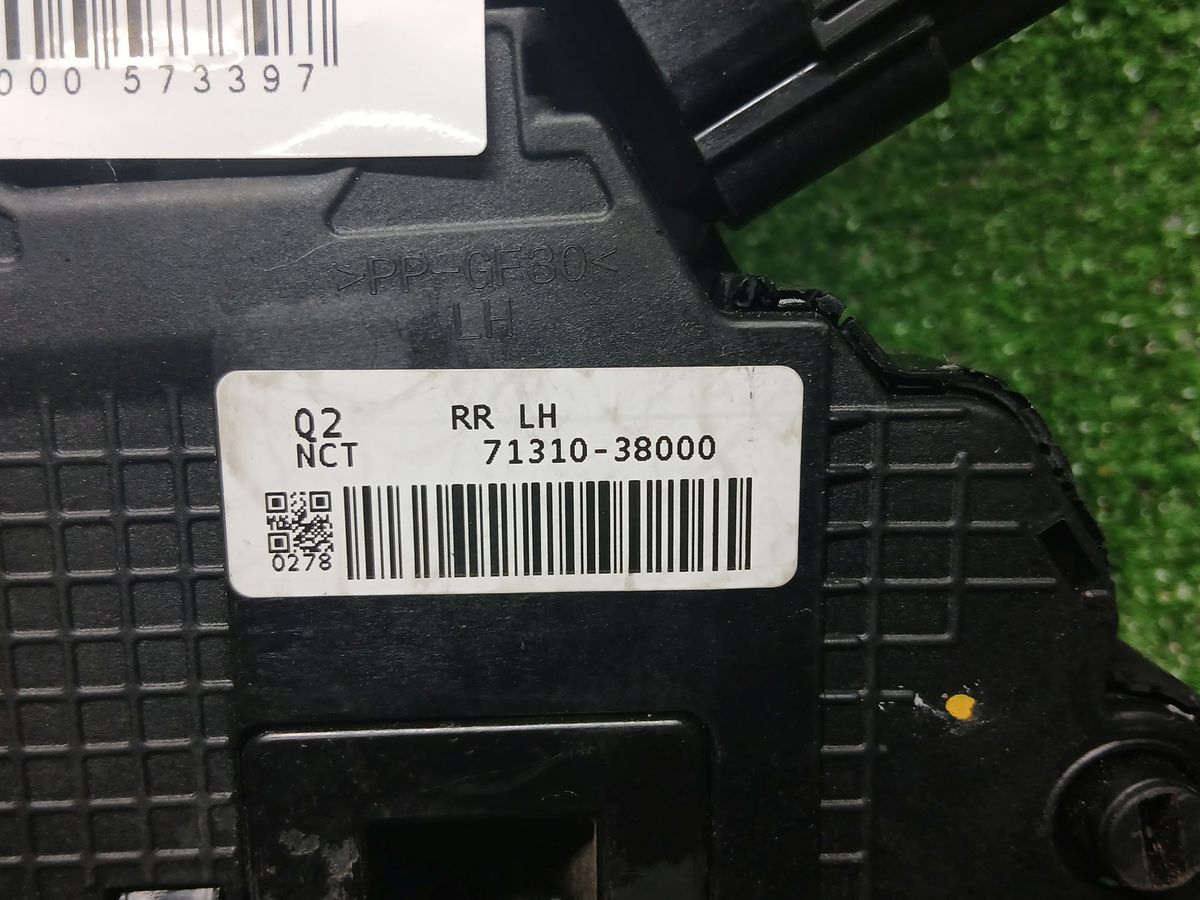 000 573397
>PP-GF30<
LH
Q2 RR LH
NCT 71310-38000
0278